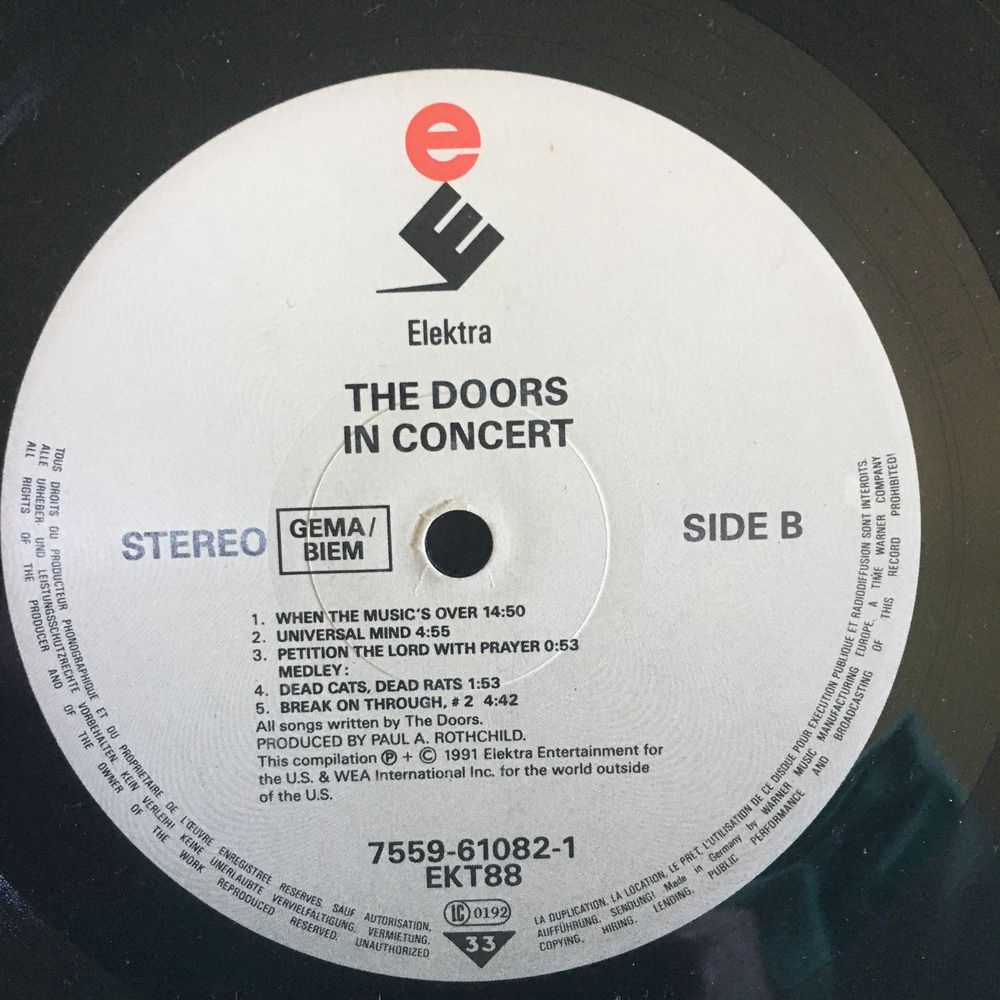 e
E
Elektra
THE DOORS
IN CONCERT
STEREO
GEMA/
BIEM
SIDE B
1. WHEN THE MUSIC'S OVER 14:50
2. UNIVERSAL MIND 4:55
3. PETITION THE LORD WITH PRAYER 0:53
MEDLEY:
4. DEAD CATS, DEAD RATS 1:53
5. BREAK ON THROUGH, #2 4:42
All songs written by The Doors.
PRODUCED BY PAUL A. ROTHCHILD.
This compilation ℗ + © 1991 Elektra Entertainment for
the U.S. & WEA International Inc. for the world outside
of the U.S.
7559-61082-1
EKT88
LC 0192
33
TOUS DROITS DU PRODUCTEUR PHONOGRAPHIQUE ET DU PROPRIETAIRE DE L'ŒUVRE ENREGISTREE RESERVES. SAUF AUTORISATION, LA DUPLICATION, LA LOCATION, LE PRET, L'UTILISATION DE CE DISQUE POUR EXECUTION PUBLIQUE ET RADIODIFFUSION SONT INTERDITS.
ALLE URHEBER- UND LEISTUNGSSCHUTZRECHTE VORBEHALTEN. KEIN VERLEIH! KEINE UNERLAUBTE VERVIELFÄLTIGUNG, VERMIETUNG, AUFFÜHRUNG, SENDUNG! Made in Germany by WARNER MUSIC MANUFACTURING EUROPE, A TIME WARNER COMPANY
ALL RIGHTS OF THE PRODUCER AND OF THE OWNER OF THE WORK REPRODUCED RESERVED. UNAUTHORIZED COPYING, HIRING, LENDING, PUBLIC PERFORMANCE AND BROADCASTING OF THIS RECORD PROHIBITED!